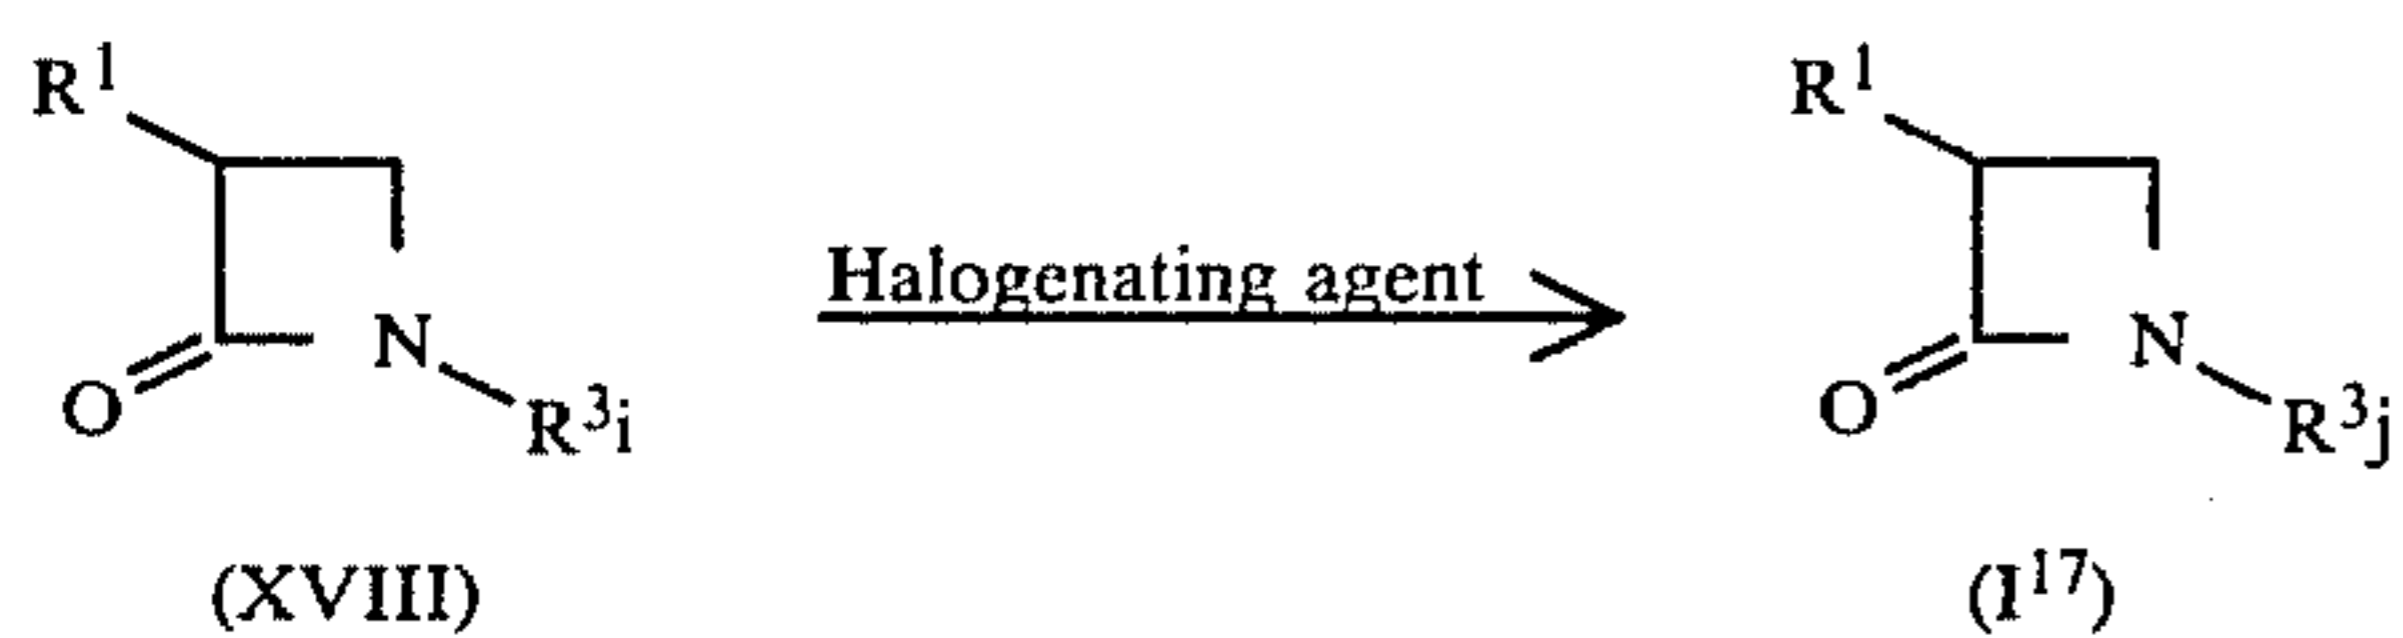 R¹ R¹
Halogenating agent
N N
O O
R³i R³j
(XVIII) (I¹⁷)